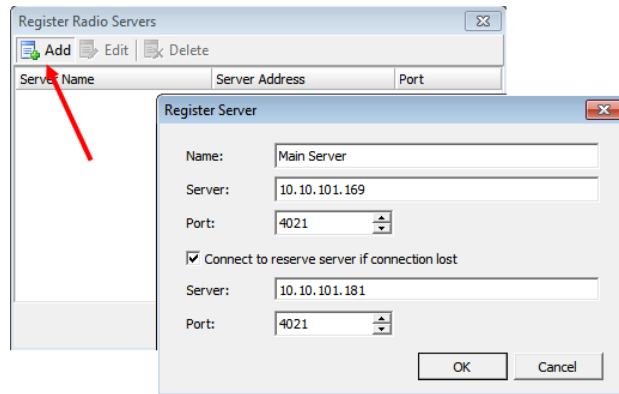 Register Radio Servers
Add Edit Delete
Server Name Server Address Port
Register Server
Name: Main Server
Server: 10.10.101.169
Port: 4021
Connect to reserve server if connection lost
Server: 10.10.101.181
Port: 4021
OK Cancel